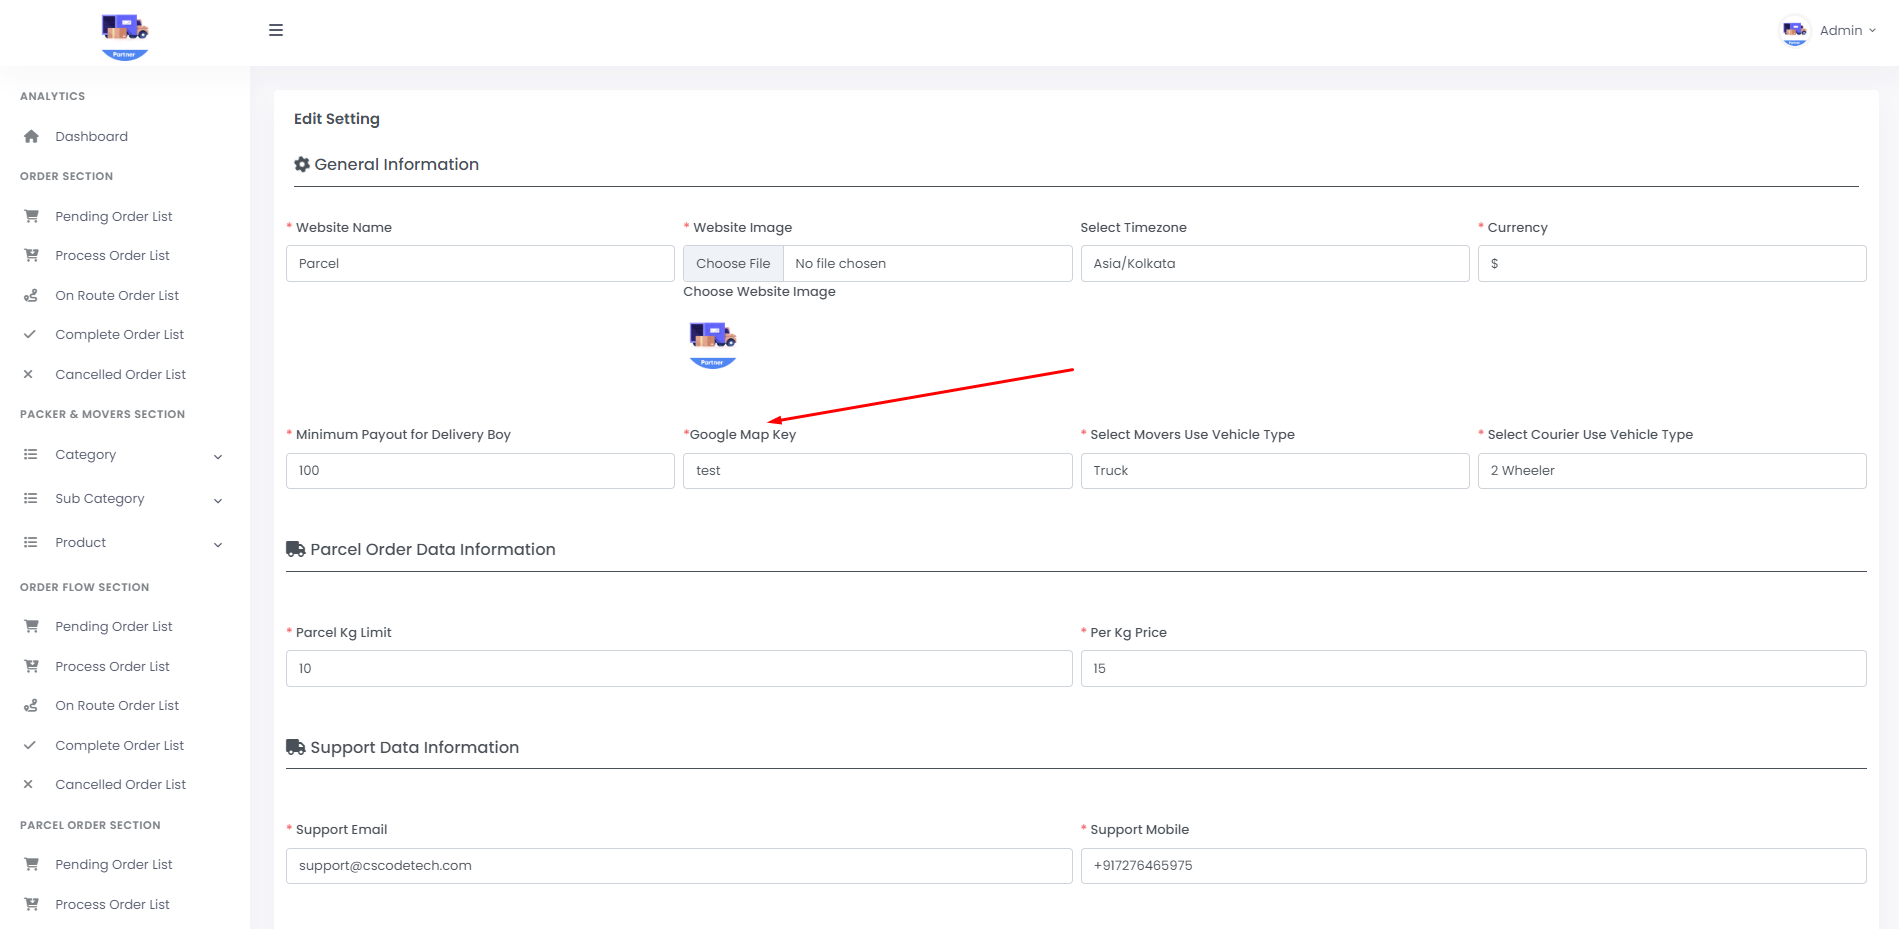 Partner
Admin
ANALYTICS
Dashboard
ORDER SECTION
Pending Order List
Process Order List
On Route Order List
Complete Order List
Cancelled Order List
PACKER & MOVERS SECTION
Category
Sub Category
Product
ORDER FLOW SECTION
Pending Order List
Process Order List
On Route Order List
Complete Order List
Cancelled Order List
PARCEL ORDER SECTION
Pending Order List
Process Order List
Edit Setting
General Information
* Website Name
Parcel
* Website Image
Choose File No file chosen
Choose Website Image
Partner
Select Timezone
Asia/Kolkata
* Currency
$
* Minimum Payout for Delivery Boy
100
*Google Map Key
test
* Select Movers Use Vehicle Type
Truck
* Select Courier Use Vehicle Type
2 Wheeler
Parcel Order Data Information
* Parcel Kg Limit
10
* Per Kg Price
15
Support Data Information
* Support Email
support@cscodetech.com
* Support Mobile
+917276465975